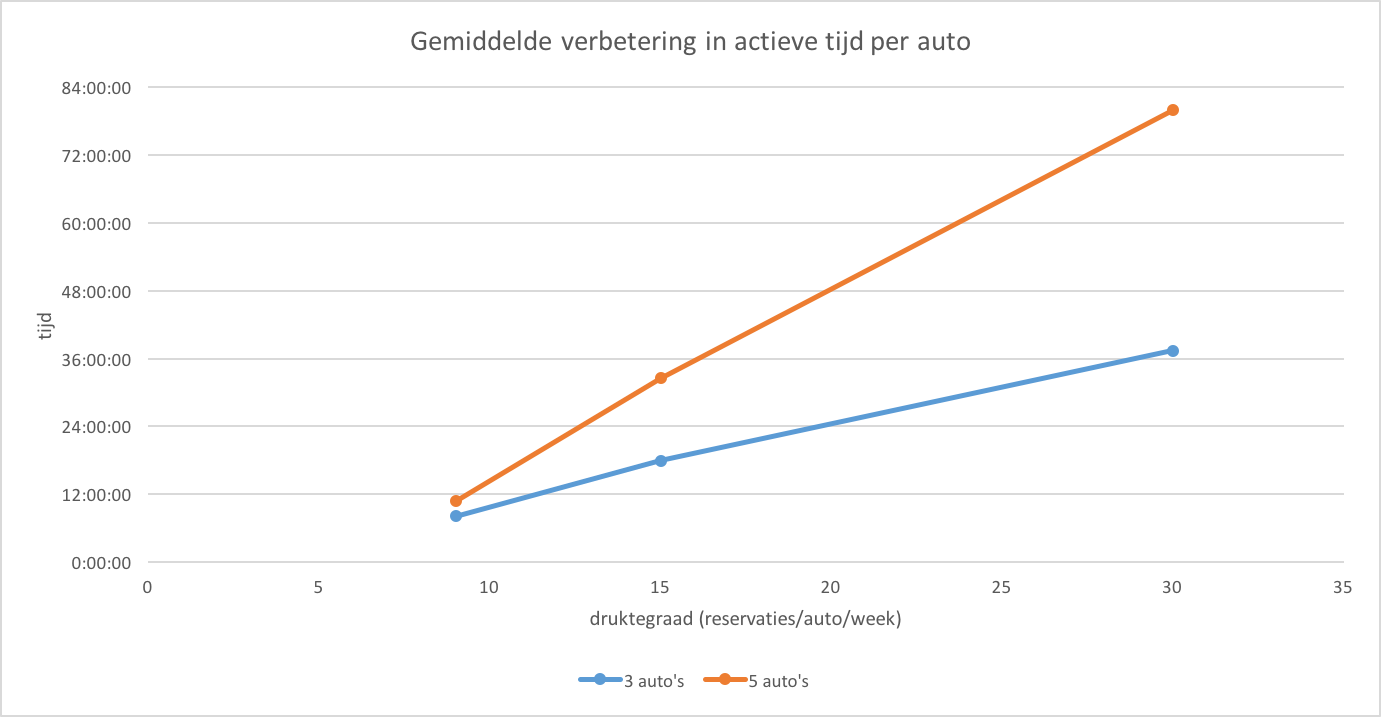 Gemiddelde verbetering in actieve tijd per auto
84:00:00
72:00:00
60:00:00
48:00:00
36:00:00
24:00:00
12:00:00
0:00:00
tijd
0 5 10 15 20 25 30 35
druktegraad (reservaties/auto/week)
3 auto's 5 auto's